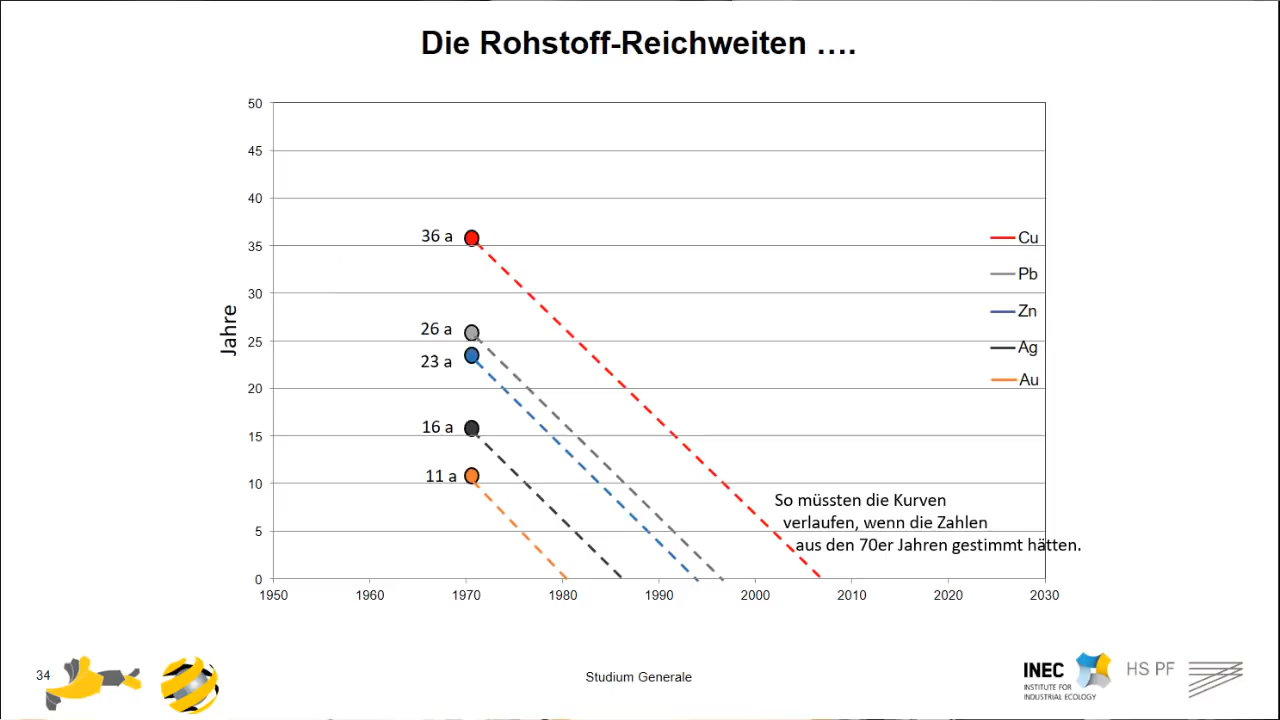 Die Rohstoff-Reichweiten ….
50
45
40
35
30
25
20
15
10
5
0
Jahre
36 a
26 a
23 a
16 a
11 a
Cu
Pb
Zn
Ag
Au
So müssten die Kurven
verlaufen, wenn die Zahlen
aus den 70er Jahren gestimmt hätten.
1950 1960 1970 1980 1990 2000 2010 2020 2030
34
Studium Generale
INEC
INSTITUTE FOR
INDUSTRIAL ECOLOGY
HS PF